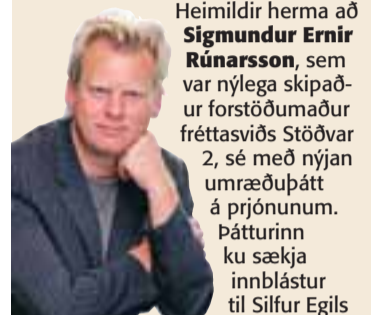 Heimildir herma að
Sigmundur Ernir
Rúnarsson, sem
var nýlega skipað-
ur forstöðumaður
fréttasviðs Stöðvar
2, sé með nýjan
umræðuþátt
á prjónunum.
Þátturinn
ku sækja
innblástur
til Silfur Egils